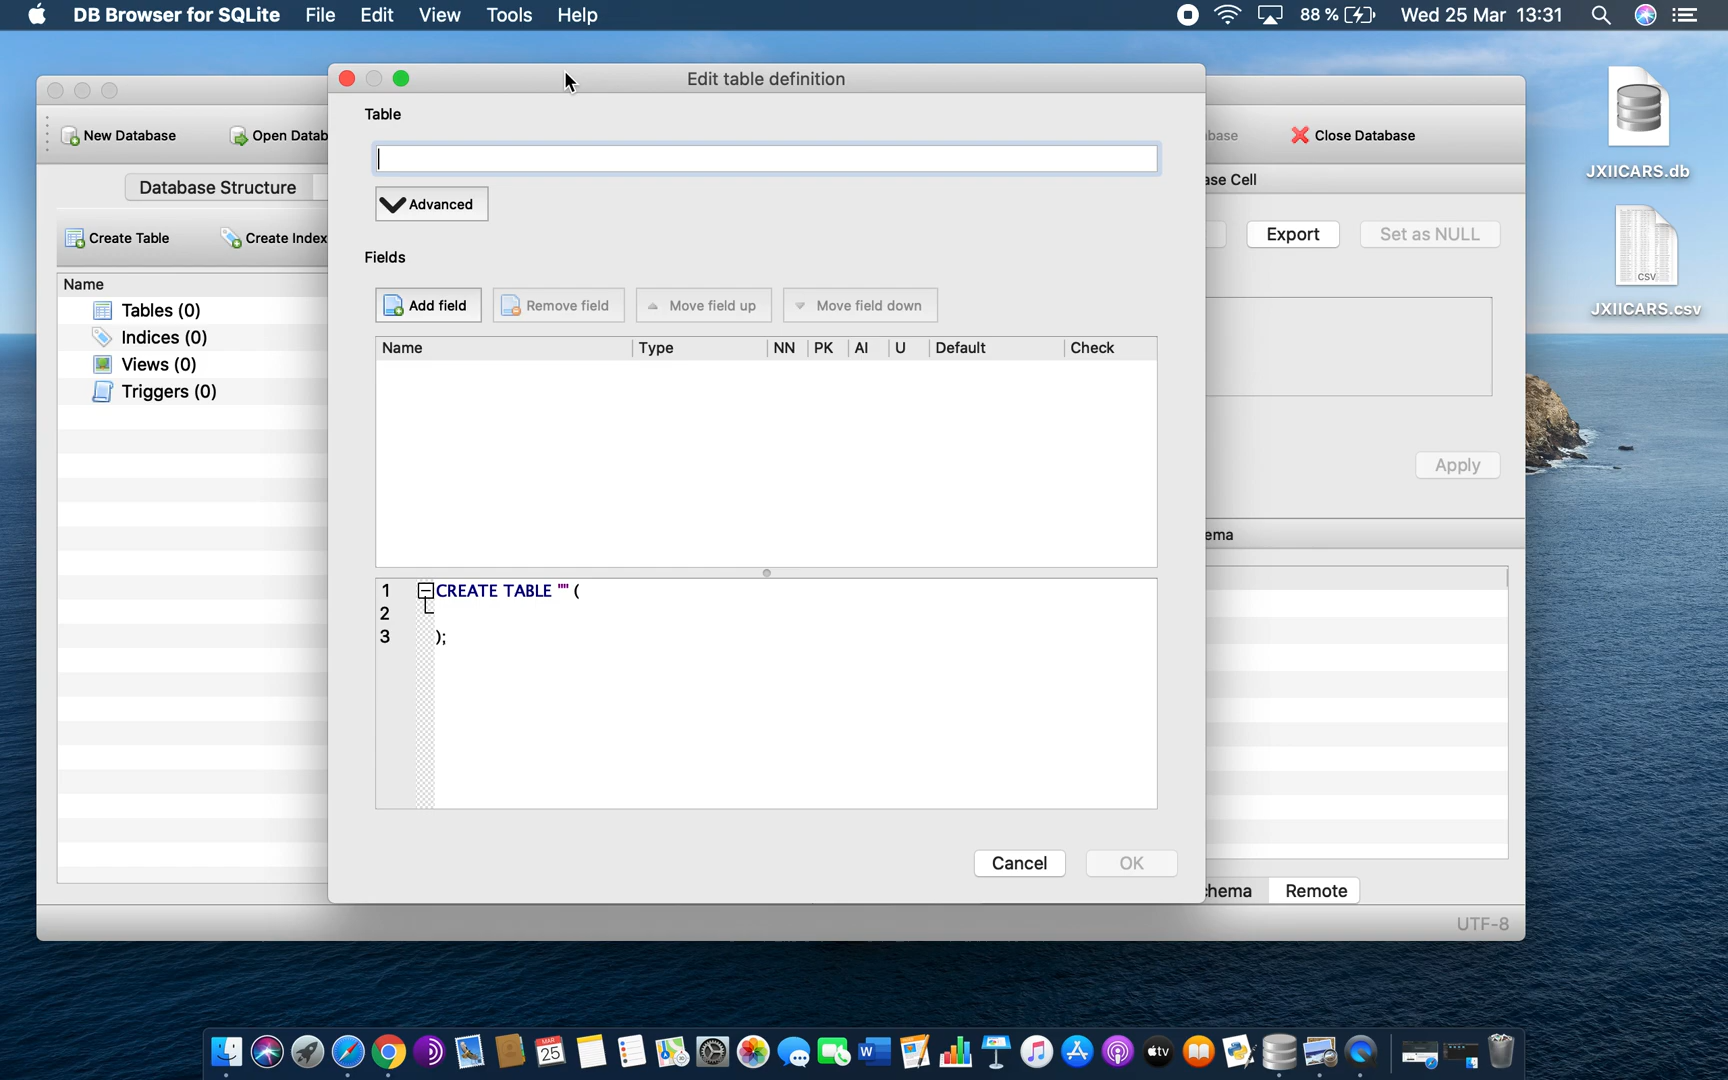 DB Browser for SQLite File Edit View Tools Help 88 % Wed 25 Mar 13:31
Edit table definition
Table
New Database Open Datab
base Close Database
JXIICARS.db
Database Structure
ase Cell
Advanced
Create Table Create Index
Export Set as NULL
Fields
Name
Tables (0)
Indices (0)
Views (0)
Triggers (0)
Add field Remove field Move field up Move field down
CSV
JXIICARS.csv
Name Type NN PK AI U Default Check
Apply
ema
1 CREATE TABLE "" (
2
3 );
Cancel OK
hema Remote
UTF-8
MAR
25
W
tv